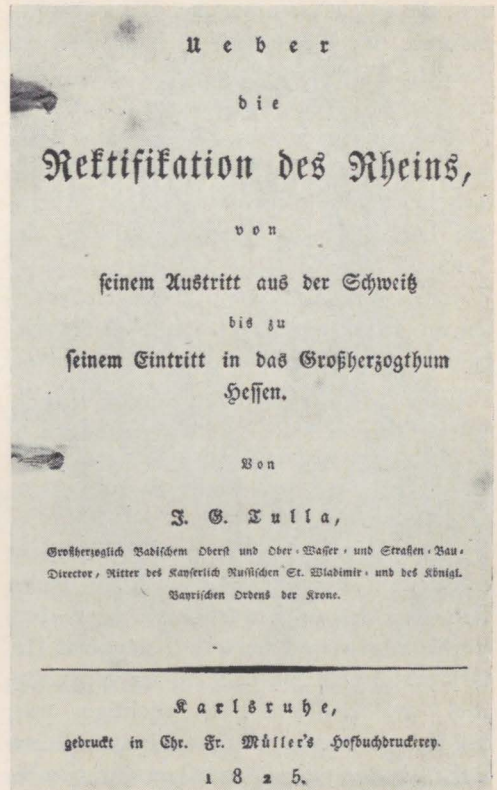 Ueber
die
Rektifikation des Rheins,
von
seinem Austritt aus der Schweitz
bis zu
seinem Eintritt in das Großherzogthum
Hessen.
Von
J. G. Tulla,
Großherzoglich Badischem Oberst und Ober-Wasser- und Straßen-Bau-
Director, Ritter des Kayserlich Russischen St. Wladimir- und des Königl.
Bayrischen Ordens der Krone.
Karlsruhe,
gedruckt in Chr. Fr. Müller's Hofbuchdruckerey.
1825.